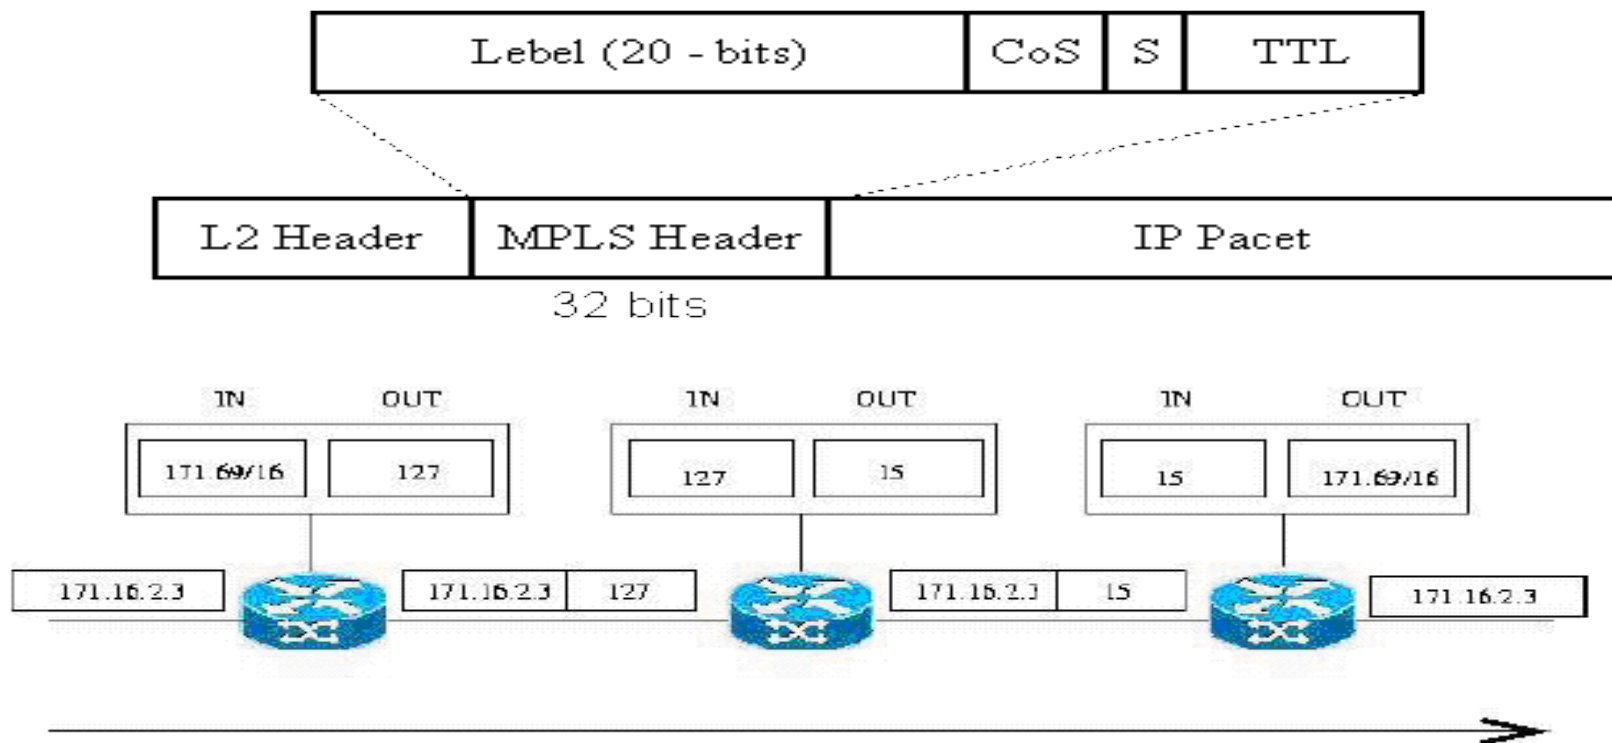 Lebel (20 - bits) CoS S TTL
L2 Header MPLS Header IP Pacet
32 bits
IN OUT IN OUT IN OUT
171.69/16 127 127 15 15 171.69/16
171.16.2.3 171.16.2.3 127 171.16.2.3 15 171.16.2.3